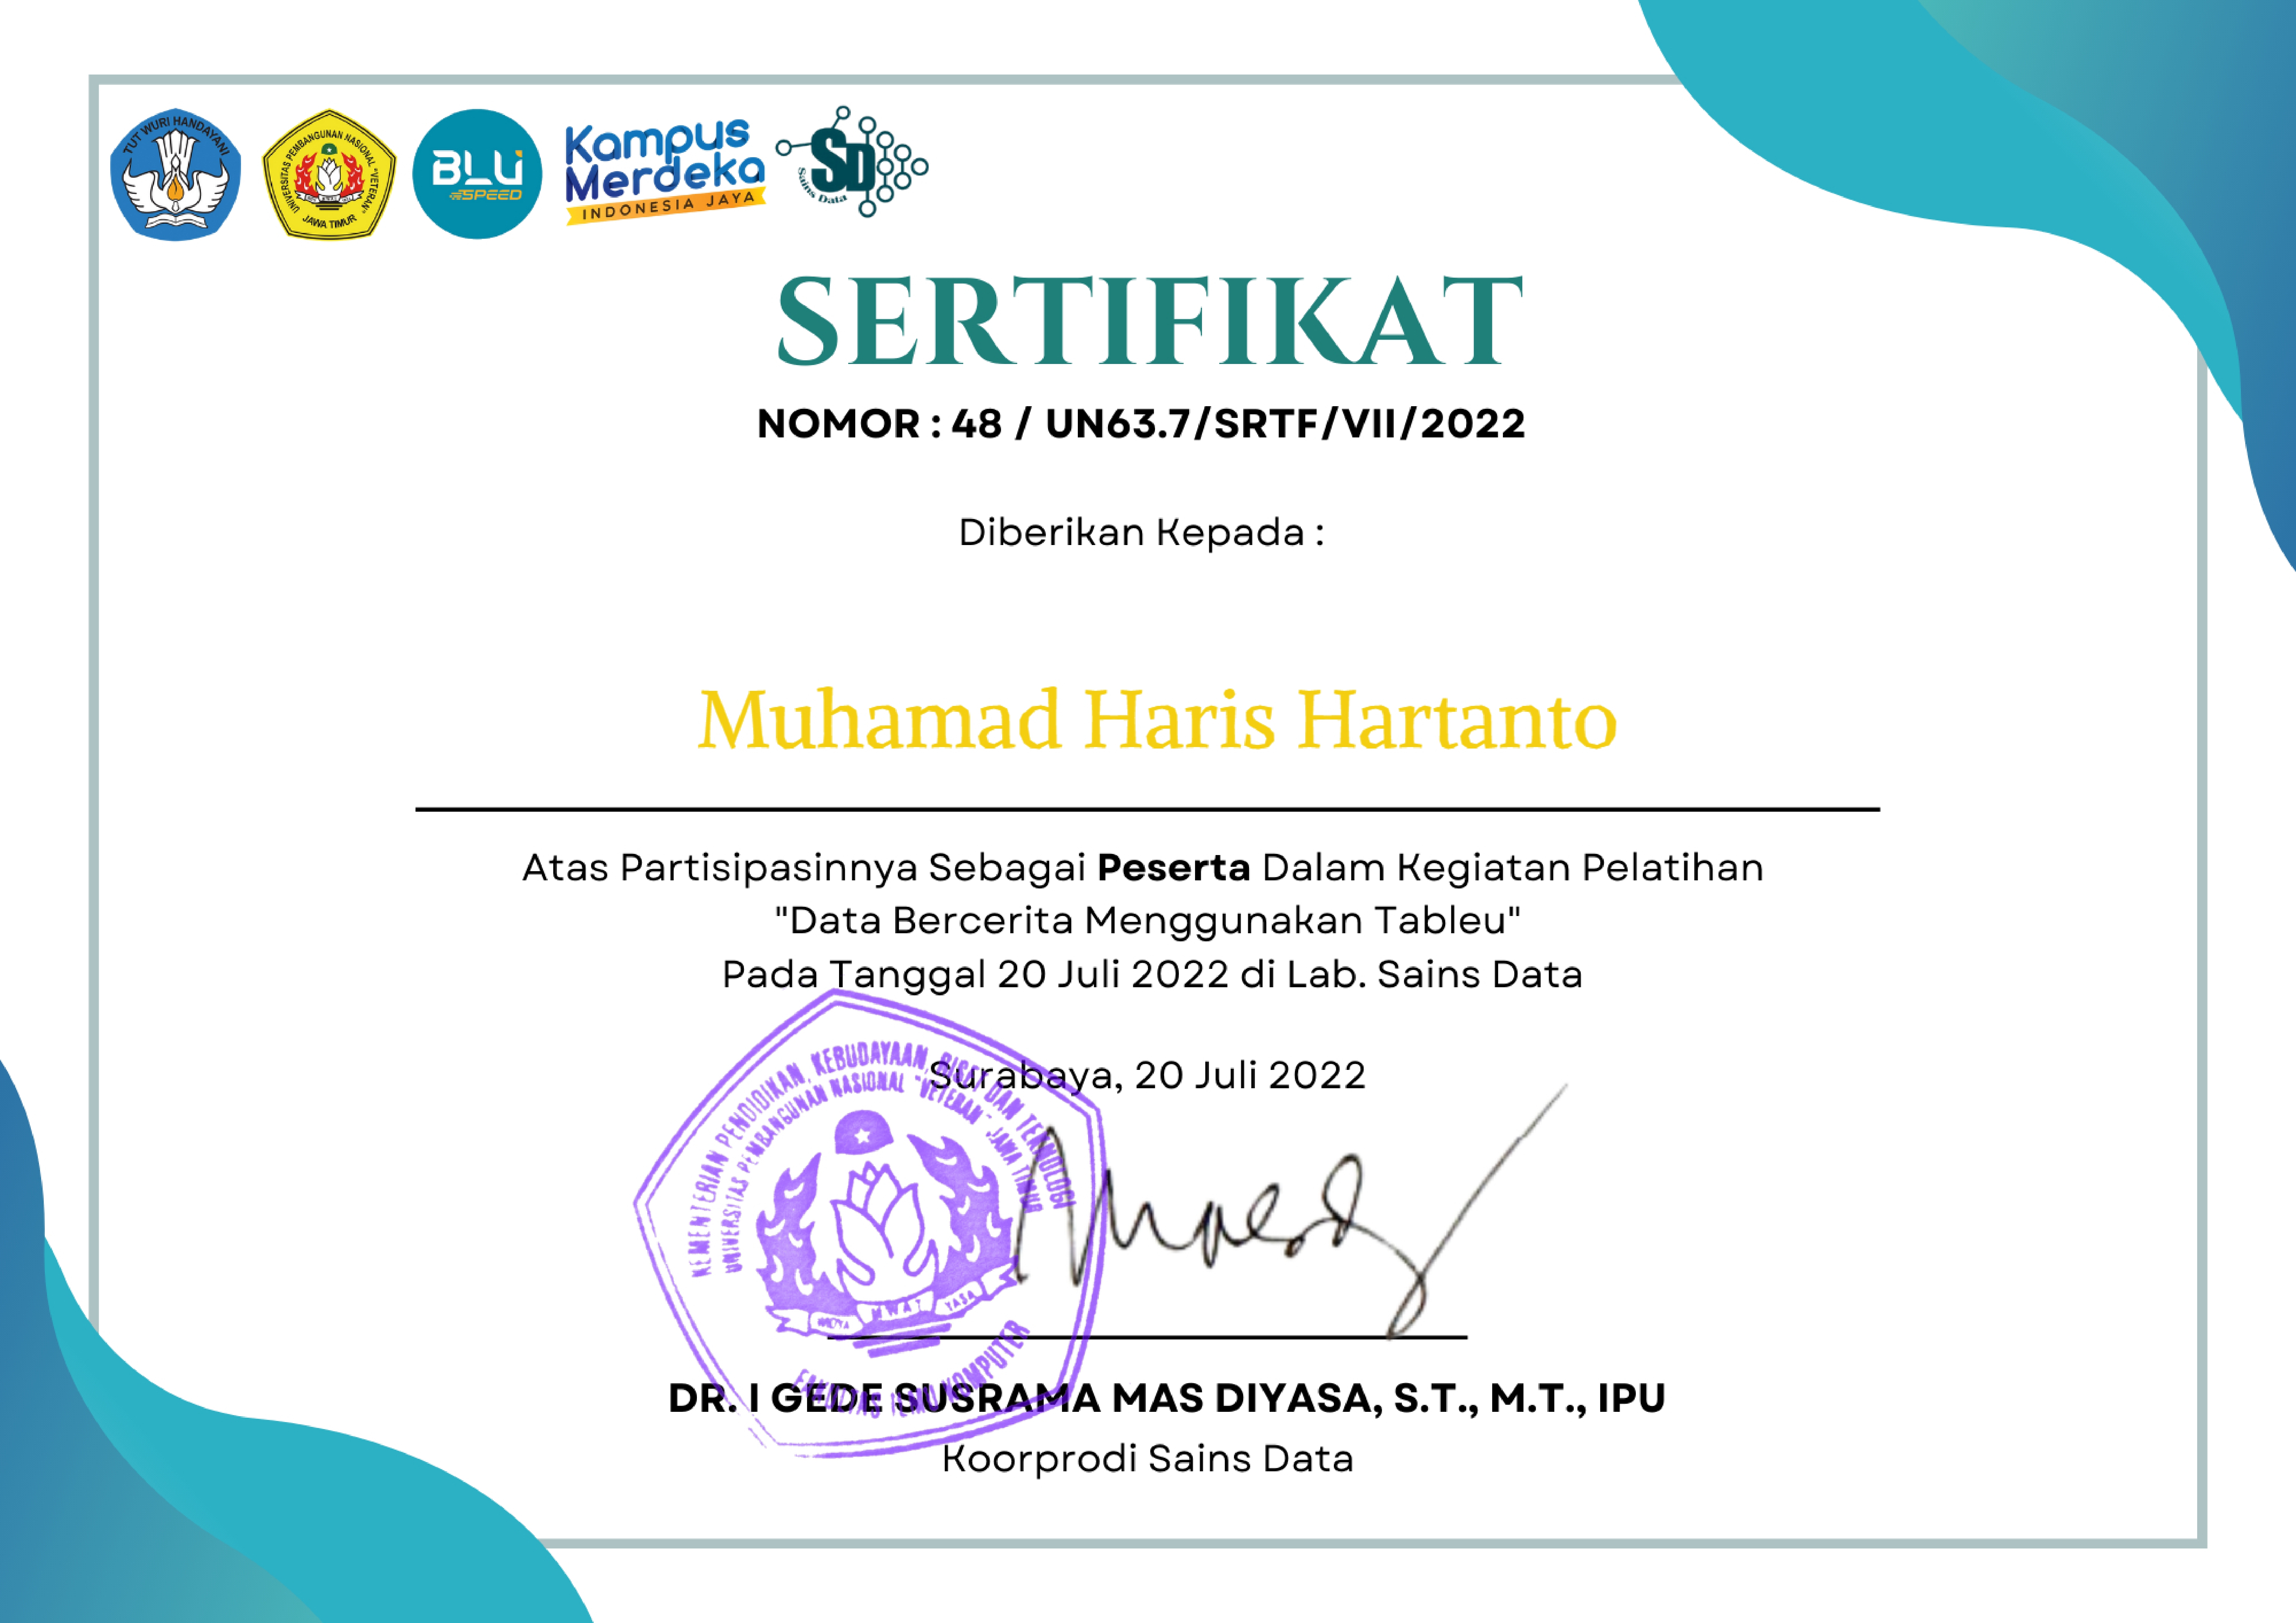 TUT WURI HANDAYANI
UNIVERSITAS PEMBANGUNAN NASIONAL "VETERAN"
JAWA TIMUR
BLU
SPEED
Kampus
Merdeka
INDONESIA JAYA
SD
Sains Data
SERTIFIKAT
NOMOR : 48 / UN63.7/SRTF/VII/2022
Diberikan Kepada :
Muhamad Haris Hartanto
Atas Partisipasinnya Sebagai Peserta Dalam Kegiatan Pelatihan
"Data Bercerita Menggunakan Tableu"
Pada Tanggal 20 Juli 2022 di Lab. Sains Data
Surabaya, 20 Juli 2022
KEMENTERIAN PENDIDIKAN, KEBUDAYAAN, RISET DAN TEKNOLOGI
UNIVERSITAS PEMBANGUNAN NASIONAL "VETERAN" JAWA TIMUR
WIDYA MWAT YASA
FAKULTAS ILMU KOMPUTER
DR. I GEDE SUSRAMA MAS DIYASA, S.T., M.T., IPU
Koorprodi Sains Data